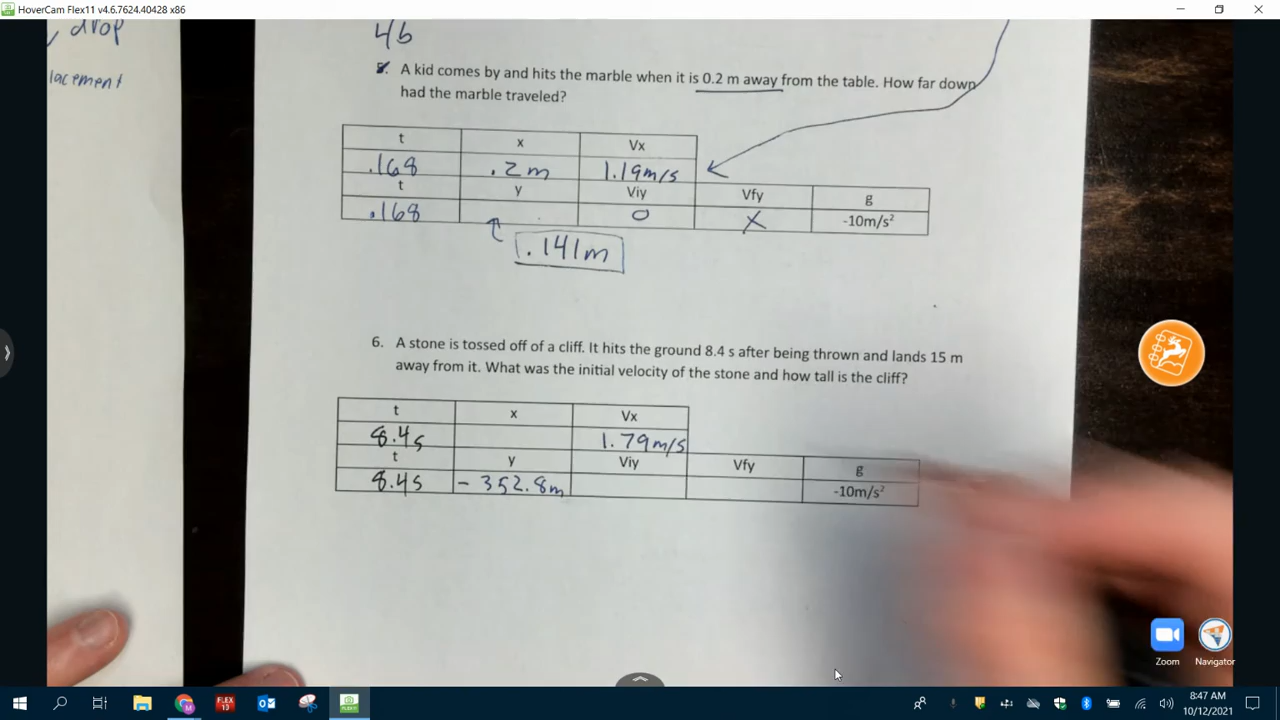 HoverCam Flex11 v4.6.7624.40428 x86
drop
lacement
4b
A kid comes by and hits the marble when it is 0.2 m away from the table. How far down
had the marble traveled?
t x Vx
.168 .2m 1.19m/s
t y Viy Vfy g
.168 0 X -10m/s²
.141m
6. A stone is tossed off of a cliff. It hits the ground 8.4 s after being thrown and lands 15 m
away from it. What was the initial velocity of the stone and how tall is the cliff?
t x Vx
8.4s 1.79m/s
t y Viy Vfy g
8.4s - 352.8m -10m/s²
Zoom Navigator
FLEX
8:47 AM
10/12/2021